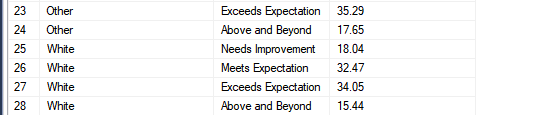 23 Other Exceeds Expectation 35.29
24 Other Above and Beyond 17.65
25 White Needs Improvement 18.04
26 White Meets Expectation 32.47
27 White Exceeds Expectation 34.05
28 White Above and Beyond 15.44